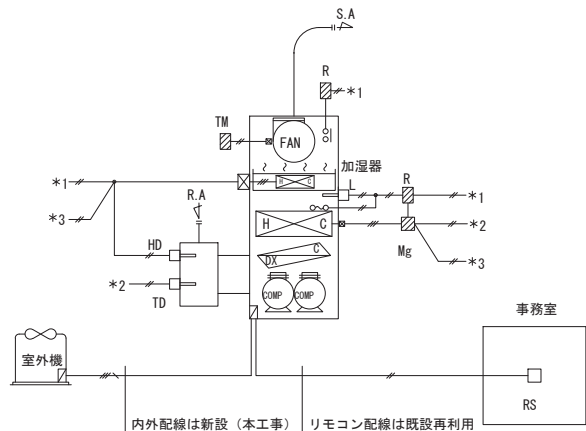 S.A
R
*1
TM
FAN
加湿器
*1
H C
L
R
*1
*3
R.A
H C
*2
Mg
*3
HD
DX C
*2
TD
COMP COMP
事務室
室外機
RS
内外配線は新設（本工事） リモコン配線は既設再利用